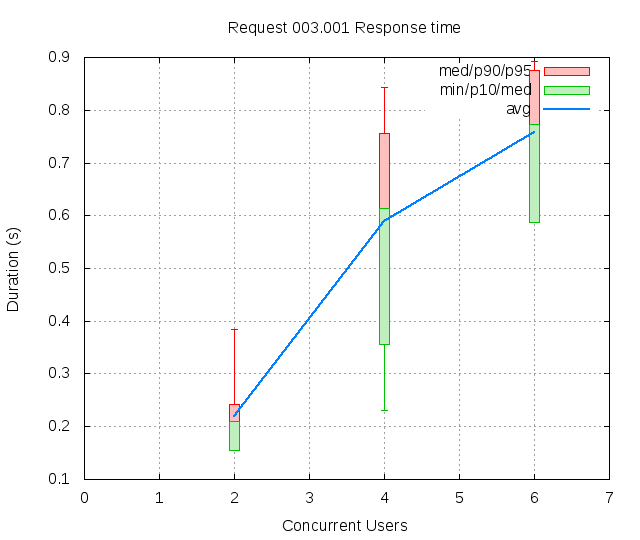 Request 003.001 Response time
med/p90/p95
min/p10/med
avg
0.9
0.8
0.7
0.6
0.5
0.4
0.3
0.2
0.1
Duration (s)
0 1 2 3 4 5 6 7
Concurrent Users